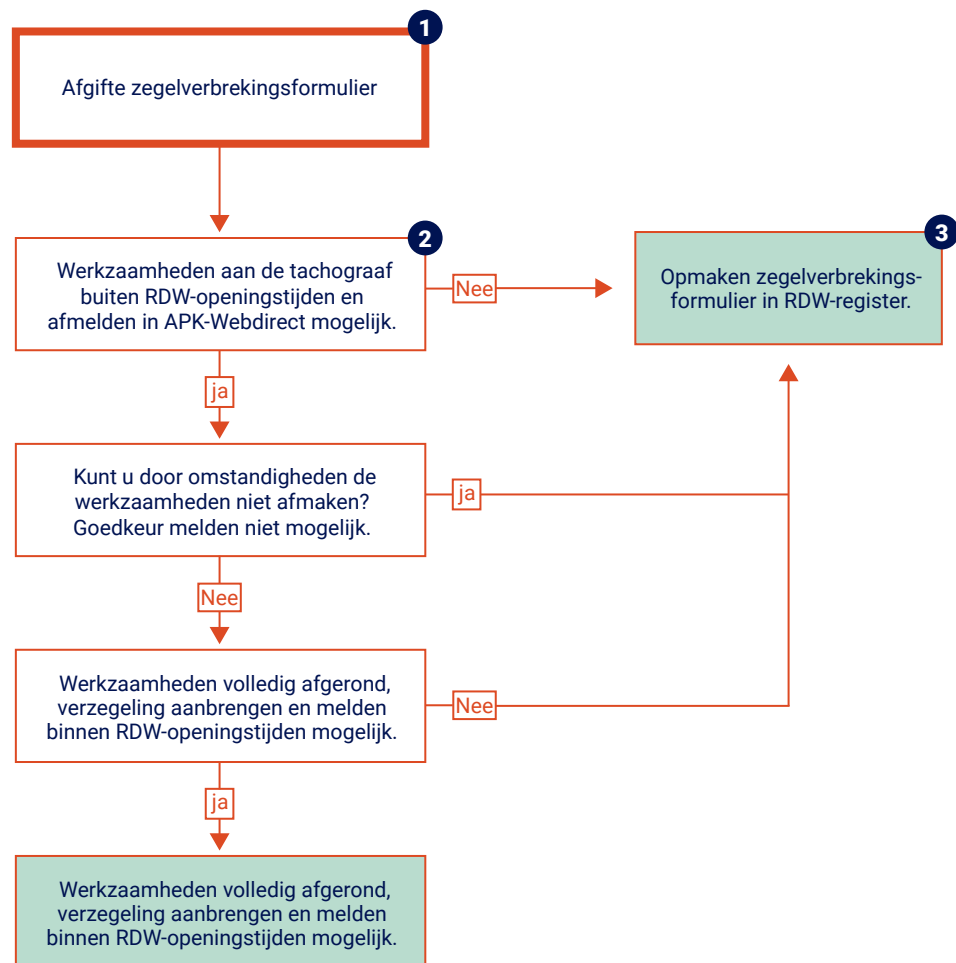 1
Afgifte zegelverbrekingsformulier
2
Werkzaamheden aan de tachograaf
buiten RDW-openingstijden en
afmelden in APK-Webdirect mogelijk.
Nee
3
Opmaken zegelverbrekings-
formulier in RDW-register.
ja
Kunt u door omstandigheden de
werkzaamheden niet afmaken?
Goedkeur melden niet mogelijk.
ja
Nee
Werkzaamheden volledig afgerond,
verzegeling aanbrengen en melden
binnen RDW-openingstijden mogelijk.
Nee
ja
Werkzaamheden volledig afgerond,
verzegeling aanbrengen en melden
binnen RDW-openingstijden mogelijk.